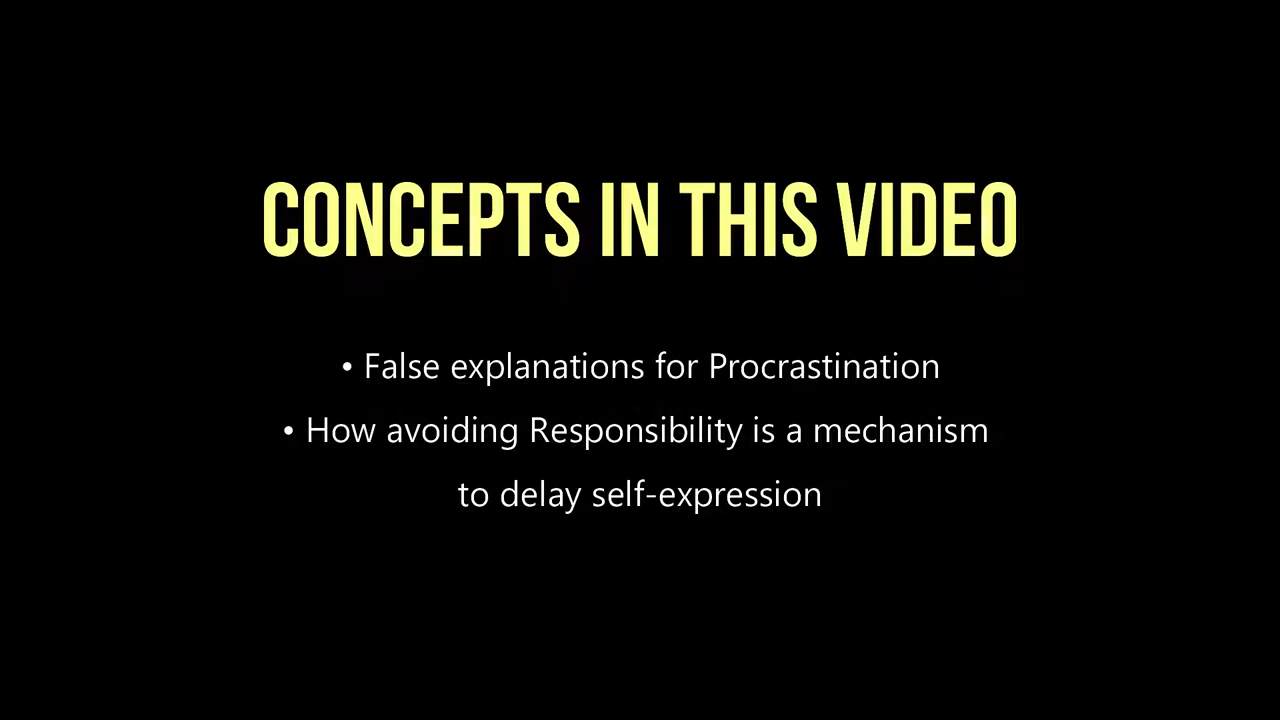 CONCEPTS IN THIS VIDEO
• False explanations for Procrastination
• How avoiding Responsibility is a mechanism
to delay self-expression